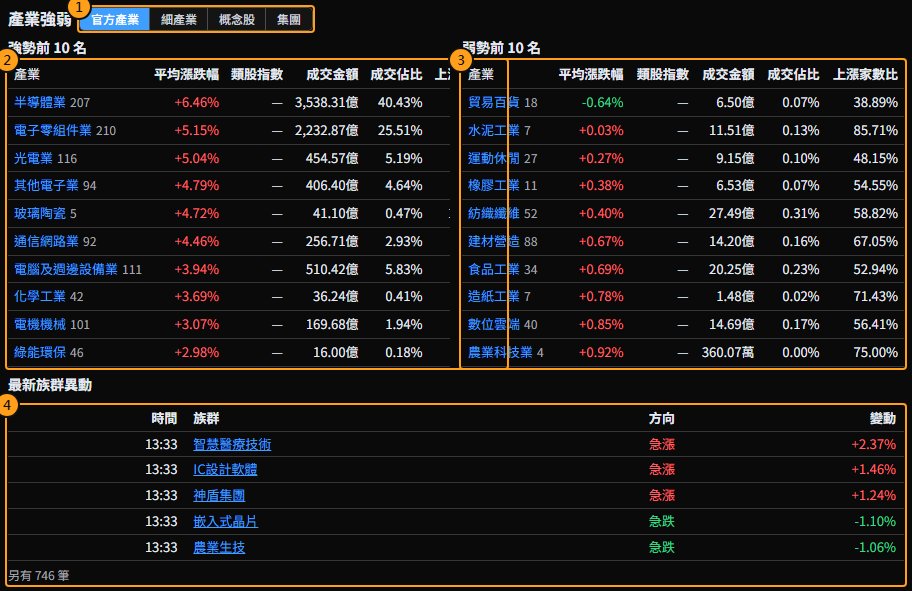 產業強弱 1 官方產業 細產業 概念股 集團
強勢前 10 名
2 產業 平均漲跌幅 類股指數 成交金額 成交佔比 上
半導體業 207 +6.46% — 3,538.31億 40.43%
電子零組件業 210 +5.15% — 2,232.87億 25.51%
光電業 116 +5.04% — 454.57億 5.19%
其他電子業 94 +4.79% — 406.40億 4.64%
玻璃陶瓷 5 +4.72% — 41.10億 0.47%
通信網路業 92 +4.46% — 256.71億 2.93%
電腦及週邊設備業 111 +3.94% — 510.42億 5.83%
化學工業 42 +3.69% — 36.24億 0.41%
電機機械 101 +3.07% — 169.68億 1.94%
綠能環保 46 +2.98% — 16.00億 0.18%
弱勢前 10 名
3 產業 平均漲跌幅 類股指數 成交金額 成交佔比 上漲家數比
貿易百貨 18 -0.64% — 6.50億 0.07% 38.89%
水泥工業 7 +0.03% — 11.51億 0.13% 85.71%
運動休閒 27 +0.27% — 9.15億 0.10% 48.15%
橡膠工業 11 +0.38% — 6.53億 0.07% 54.55%
紡織纖維 52 +0.40% — 27.49億 0.31% 58.82%
建材營造 88 +0.67% — 14.20億 0.16% 67.05%
食品工業 34 +0.69% — 20.25億 0.23% 52.94%
造紙工業 7 +0.78% — 1.48億 0.02% 71.43%
數位雲端 40 +0.85% — 14.69億 0.17% 56.41%
農業科技業 4 +0.92% — 360.07萬 0.00% 75.00%
最新族群異動
4 時間 族群 方向 變動
13:33 智慧醫療技術 急漲 +2.37%
13:33 IC設計軟體 急漲 +1.46%
13:33 神盾集團 急漲 +1.24%
13:33 嵌入式晶片 急跌 -1.10%
13:33 農業生技 急跌 -1.06%
另有 746 筆